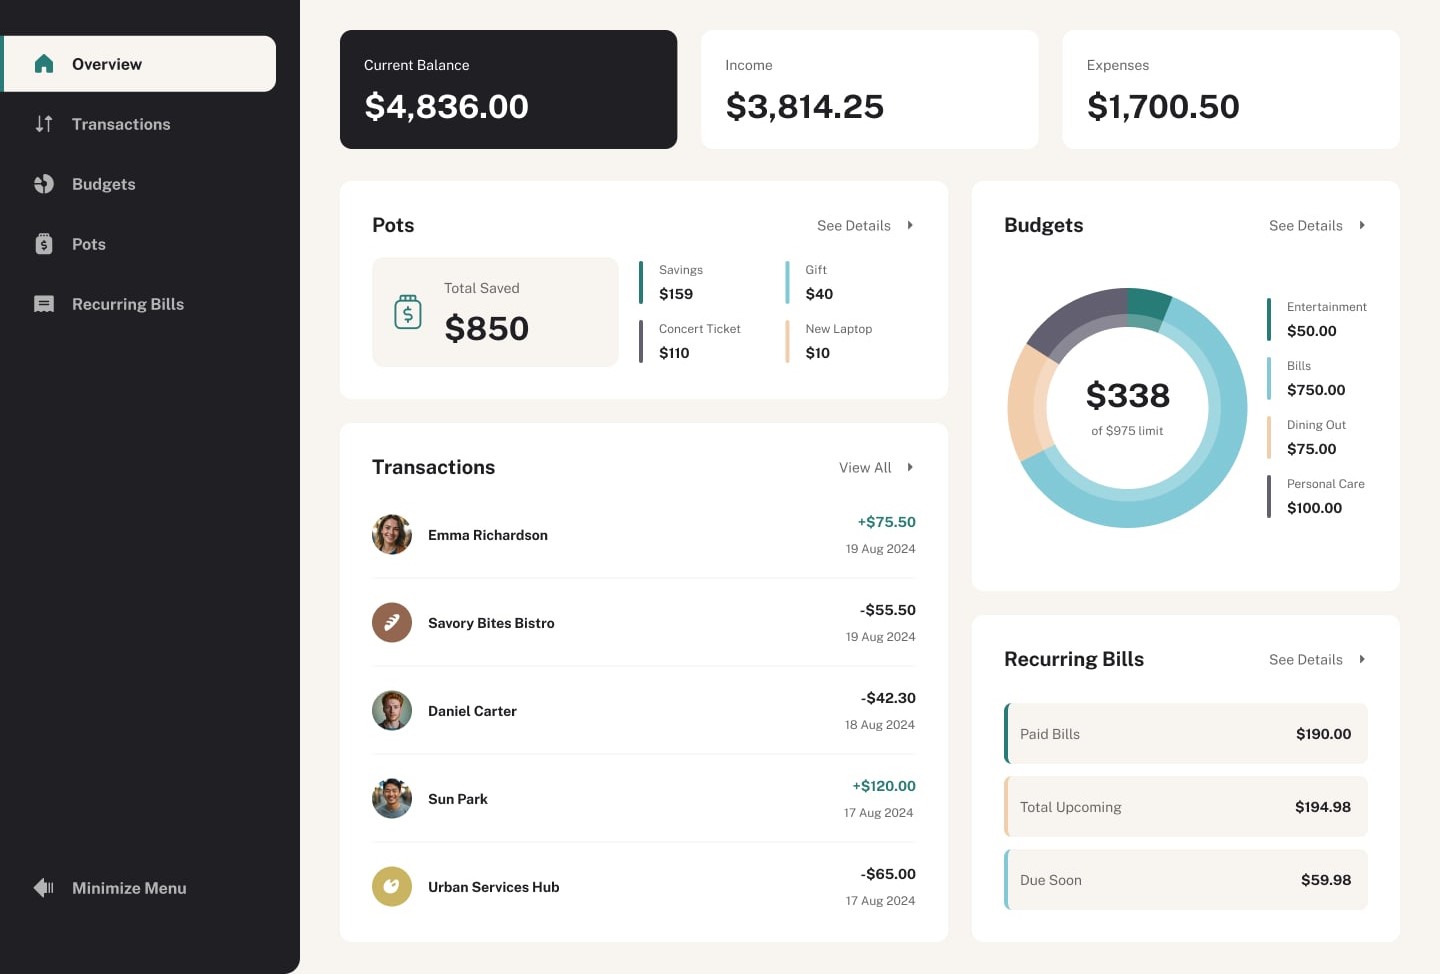 Overview
Transactions
Budgets
Pots
Recurring Bills
Minimize Menu
Current Balance
$4,836.00
Income
$3,814.25
Expenses
$1,700.50
Pots
See Details
Total Saved
$850
Savings
$159
Gift
$40
Concert Ticket
$110
New Laptop
$10
Transactions
View All
Emma Richardson
+$75.50
19 Aug 2024
Savory Bites Bistro
-$55.50
19 Aug 2024
Daniel Carter
-$42.30
18 Aug 2024
Sun Park
+$120.00
17 Aug 2024
Urban Services Hub
-$65.00
17 Aug 2024
Budgets
See Details
$338
of $975 limit
Entertainment
$50.00
Bills
$750.00
Dining Out
$75.00
Personal Care
$100.00
Recurring Bills
See Details
Paid Bills
$190.00
Total Upcoming
$194.98
Due Soon
$59.98